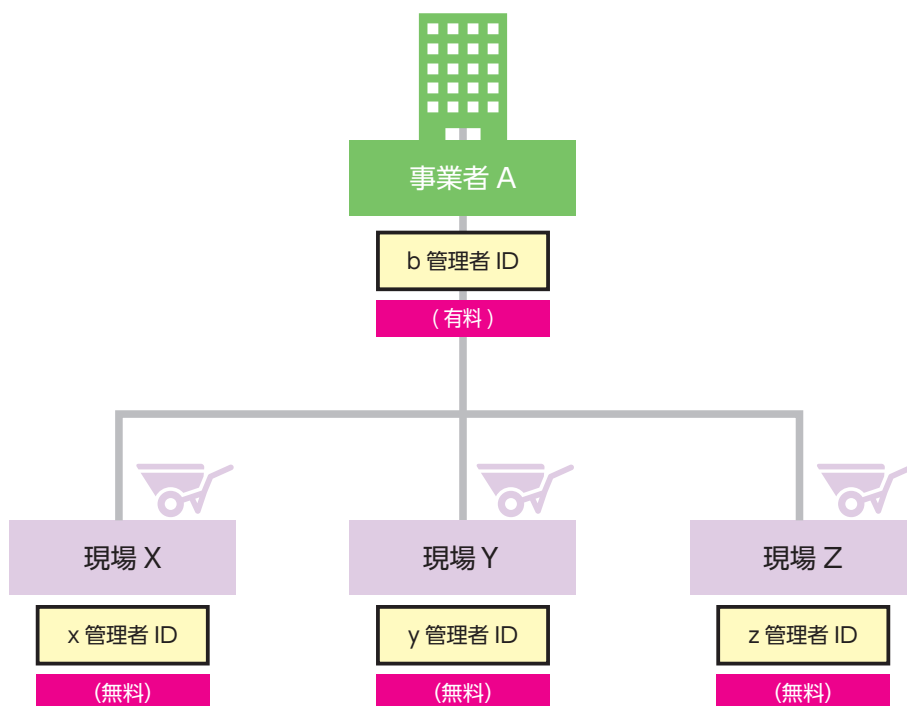 事業者 A
b 管理者 ID
( 有料 )
現場 X
現場 Y
現場 Z
x 管理者 ID
y 管理者 ID
z 管理者 ID
(無料)
(無料)
(無料)